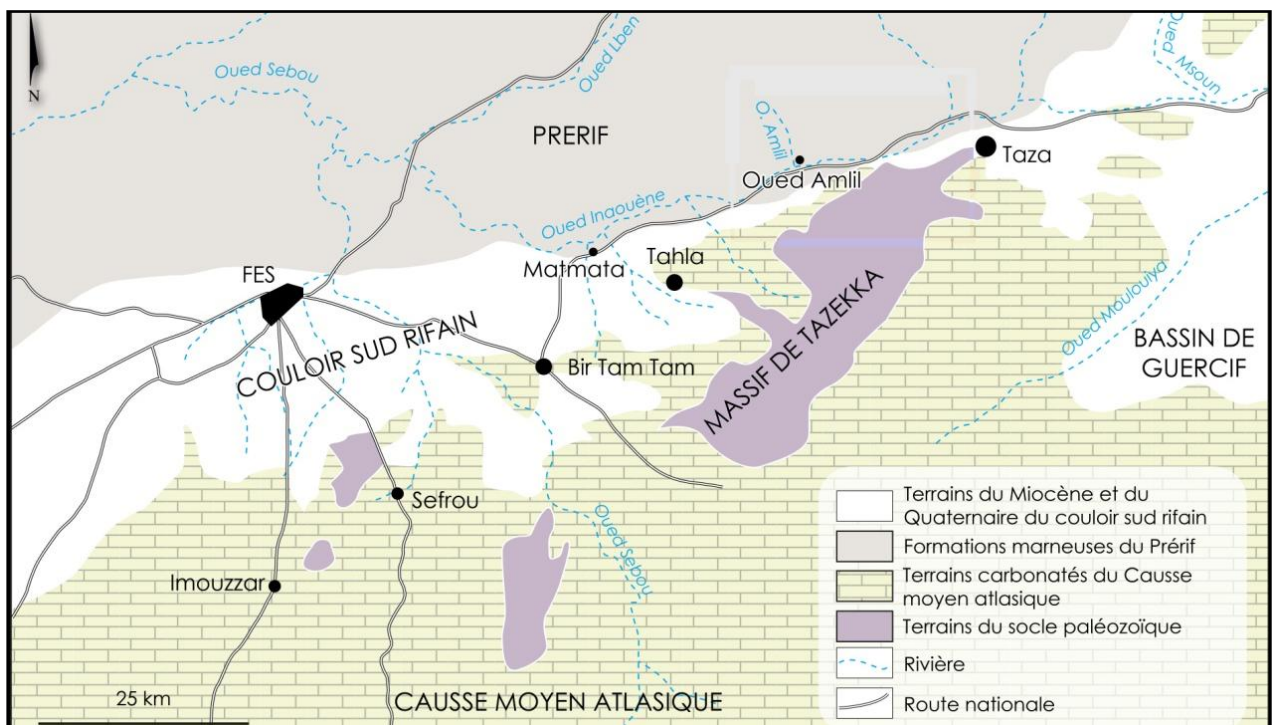 N
Oued Sebou
Oued Lben
Oued
Msoun
PRERIF
O. Amlil
Oued Amlil
Taza
Oued Inaouène
Matmata
Tahla
FES
COULOIR SUD RIFAIN
Bir Tam Tam
MASSIF DE TAZEKKA
Oued Moulouiya
BASSIN DE
GUERCIF
Sefrou
Oued Sebou
Imouzzar
25 km
CAUSSE MOYEN ATLASIQUE
Terrains du Miocène et du
Quaternaire du couloir sud rifain
Formations marneuses du Prérif
Terrains carbonatés du Causse
moyen atlasique
Terrains du socle paléozoïque
Rivière
Route nationale